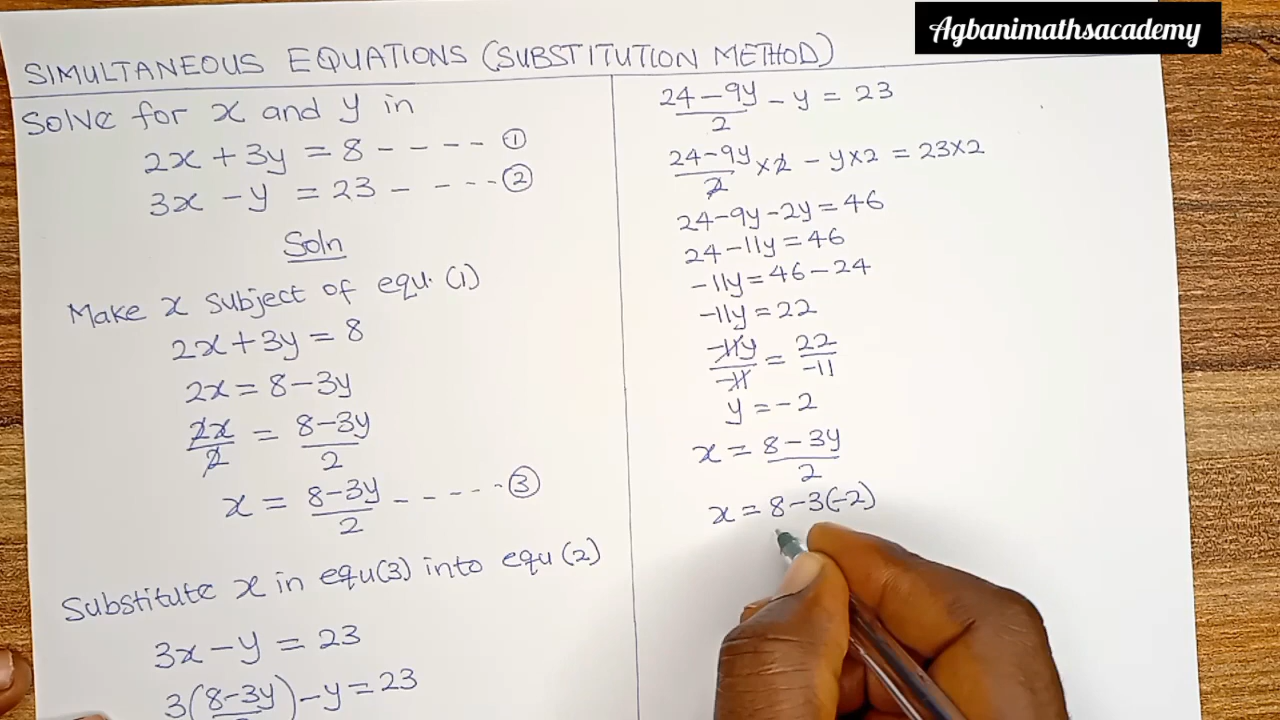 Agbanimathsacademy
SIMULTANEOUS EQUATIONS (SUBSTITUTION METHOD)
Solve for x and y in
2x + 3y = 8 - - - - ①
3x - y = 23 - - - - ②
Soln
Make x subject of equ. (1)
2x + 3y = 8
2x = 8 - 3y
2x/2 = (8 - 3y)/2
x = (8 - 3y)/2 - - - - - ③
Substitute x in equ(3) into equ (2)
3x - y = 23
3(8 - 3y) - y = 23
(24 - 9y)/2 - y = 23
(24 - 9y)/2 × 2 - y × 2 = 23 × 2
24 - 9y - 2y = 46
24 - 11y = 46
-11y = 46 - 24
-11y = 22
-11y/-11 = 22/-11
y = -2
x = (8 - 3y)/2
x = 8 - 3(-2)